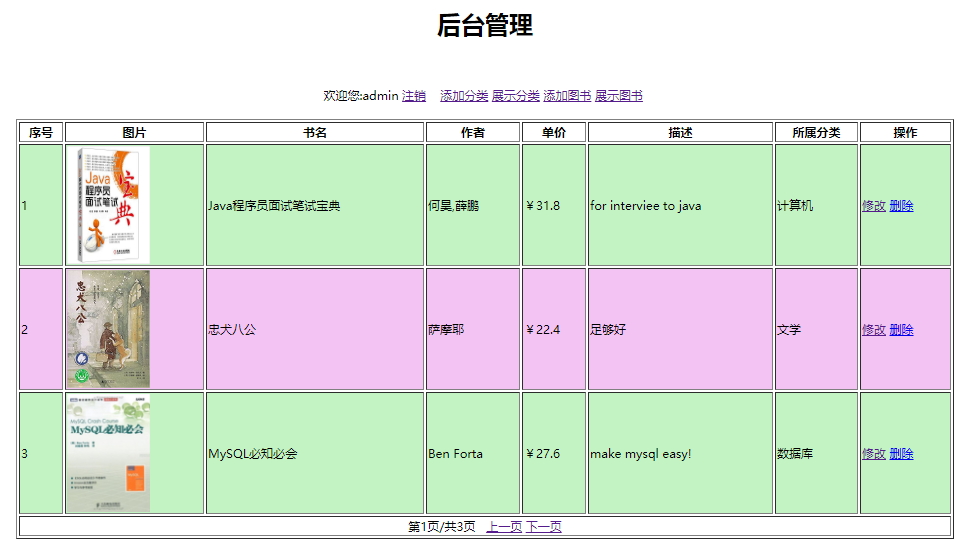 后台管理
欢迎您:admin 注销 添加分类 展示分类 添加图书 展示图书
序号 图片 书名 作者 单价 描述 所属分类 操作
Java
程序员
面试笔试
宝典
1 Java程序员面试笔试宝典 何昊,薛鹏 ¥31.8 for interviee to java 计算机 修改 删除
忠犬八公
2 忠犬八公 萨摩耶 ¥22.4 足够好 文学 修改 删除
MySQL Crash Course
MySQL必知必会
3 MySQL必知必会 Ben Forta ¥27.6 make mysql easy! 数据库 修改 删除
第1页/共3页 上一页 下一页